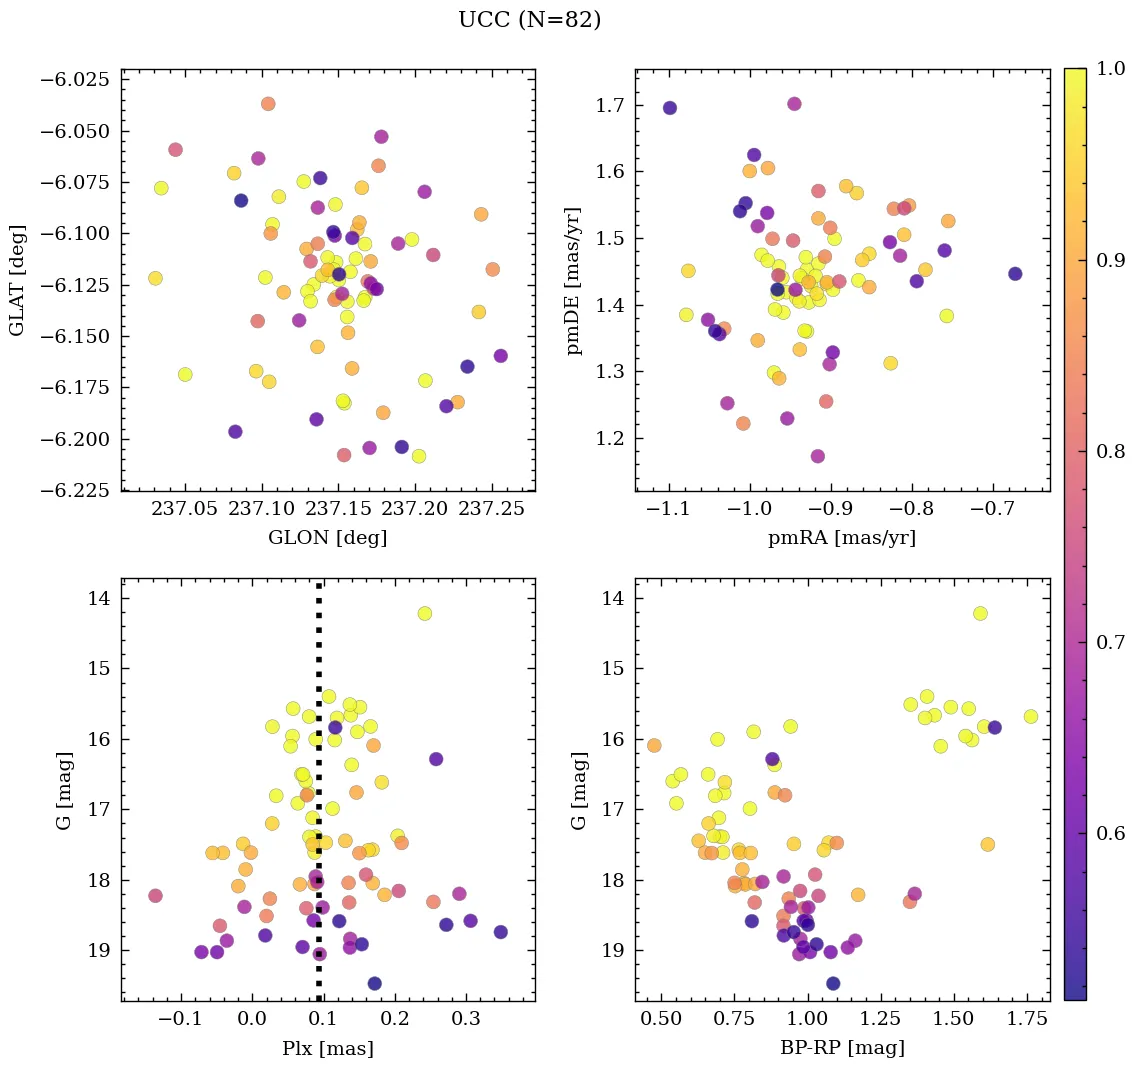 UCC (N=82)
−6.025
−6.050
−6.075
−6.100
−6.125
−6.150
−6.175
−6.200
−6.225
GLAT [deg]
237.05 237.10 237.15 237.20 237.25
GLON [deg]
1.7
1.6
1.5
1.4
1.3
1.2
pmDE [mas/yr]
−1.1 −1.0 −0.9 −0.8 −0.7
pmRA [mas/yr]
14
15
16
17
18
19
G [mag]
−0.1 0.0 0.1 0.2 0.3
Plx [mas]
14
15
16
17
18
19
G [mag]
0.50 0.75 1.00 1.25 1.50 1.75
BP-RP [mag]
1.0
0.9
0.8
0.7
0.6